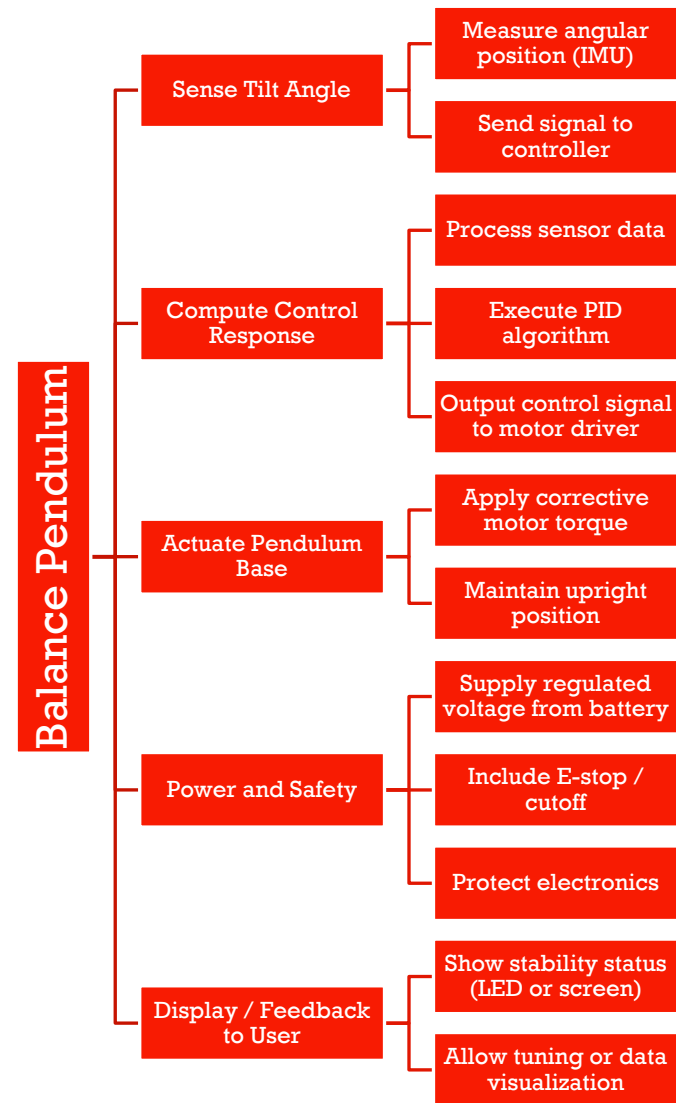 Balance Pendulum
Sense Tilt Angle
Measure angular
position (IMU)
Send signal to
controller
Compute Control
Response
Process sensor data
Execute PID
algorithm
Output control signal
to motor driver
Actuate Pendulum
Base
Apply corrective
motor torque
Maintain upright
position
Power and Safety
Supply regulated
voltage from battery
Include E-stop /
cutoff
Protect electronics
Display / Feedback
to User
Show stability status
(LED or screen)
Allow tuning or data
visualization